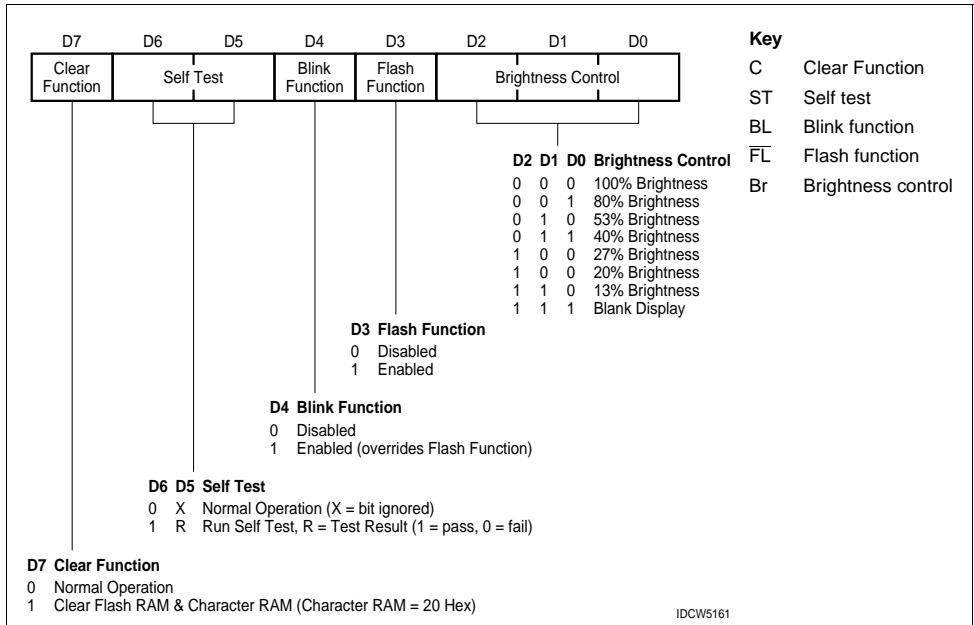 D7 D6 D5 D4 D3 D2 D1 D0
Clear Function Self Test Blink Function Flash Function Brightness Control
Key
C Clear Function
ST Self test
BL Blink function
F̅L̅ Flash function
Br Brightness control
D2 D1 D0 Brightness Control
0 0 0 100% Brightness
0 0 1 80% Brightness
0 1 0 53% Brightness
0 1 1 40% Brightness
1 0 0 27% Brightness
1 0 0 20% Brightness
1 1 0 13% Brightness
1 1 1 Blank Display
D3 Flash Function
0 Disabled
1 Enabled
D4 Blink Function
0 Disabled
1 Enabled (overrides Flash Function)
D6 D5 Self Test
0 X Normal Operation (X = bit ignored)
1 R Run Self Test, R = Test Result (1 = pass, 0 = fail)
D7 Clear Function
0 Normal Operation
1 Clear Flash RAM & Character RAM (Character RAM = 20 Hex)
IDCW5161